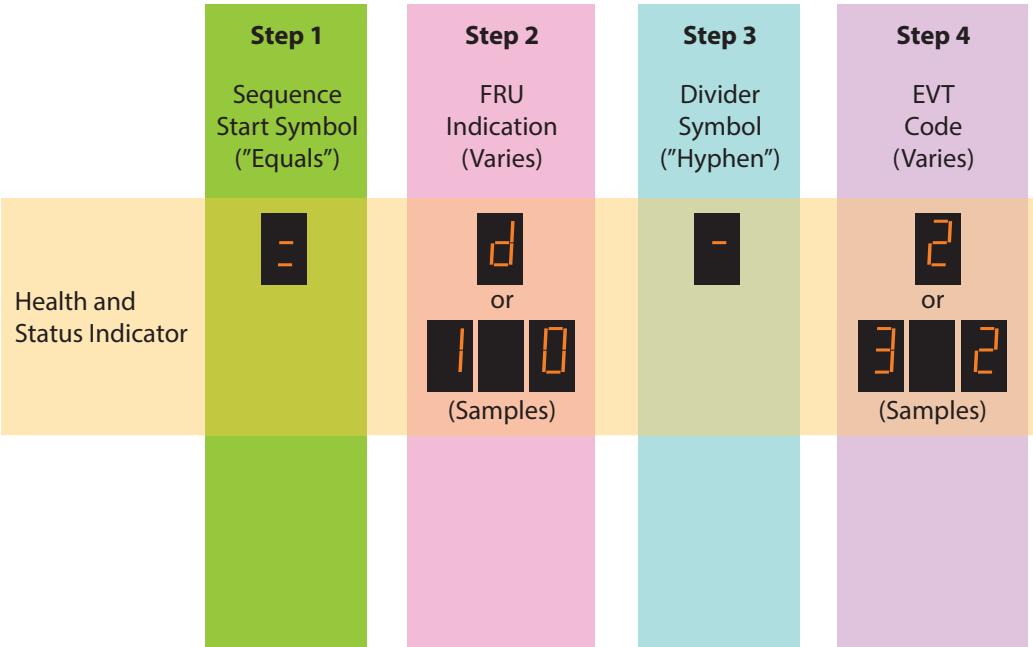 Step 1
Sequence
Start Symbol
("Equals")
Step 2
FRU
Indication
(Varies)
Step 3
Divider
Symbol
("Hyphen")
Step 4
EVT
Code
(Varies)
Health and
Status Indicator
=
d
or
1 0
(Samples)
-
2
or
3 2
(Samples)